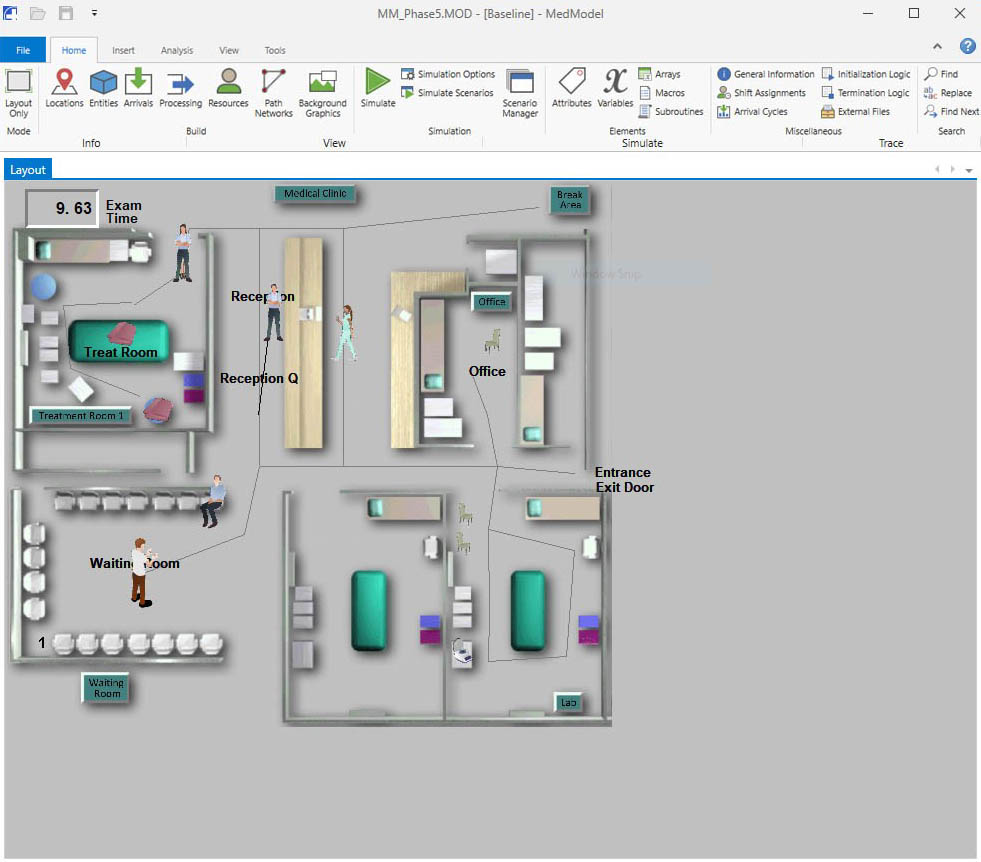 MM_Phase5.MOD - [Baseline] - MedModel
File
Home
Insert
Analysis
View
Tools
Layout
Only
Mode
Locations
Entities
Arrivals
Processing
Resources
Path
Networks
Background
Graphics
Build
Simulate
Simulation Options
Simulate Scenarios
Scenario
Manager
Simulation
Attributes
Variables
Arrays
Macros
Subroutines
Elements
General Information
Shift Assignments
Arrival Cycles
Initialization Logic
Termination Logic
External Files
Miscellaneous
Find
Replace
Find Next
Search
Info
View
Simulate
Trace
Layout
9. 63
Exam
Time
Medical Clinic
Break
Area
Window Snip
Reception
Office
Treat Room
Reception Q
Office
Treatment Room 1
Entrance
Exit Door
Waiting Room
1
Waiting
Room
Lab